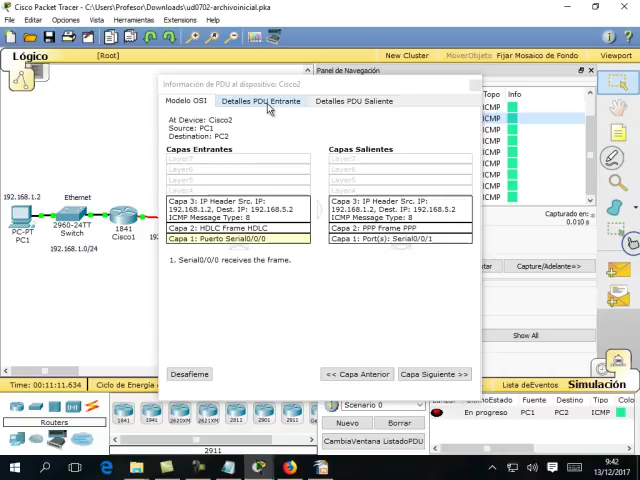 Cisco Packet Tracer - C:\Users\Profesor\Downloads\ud0702-archivoinicial.pka
File Editar Opciones Vista Herramientas Extensions Help
Lógico
[Root]
New Cluster
MoverObjeto
Fijar Mosaico de Fondo
Viewport
Información de PDU al dispositivo: Cisco2
Panel de Navegación
Modelo OSI
Detalles PDU Entrante
Detalles PDU Saliente
Tipo Info
ICMP
ICMP
ICMP
ICMP
ICMP
ICMP
ICMP
ICMP
At Device: Cisco2
Source: PC1
Destination: PC2
Capas Entrantes
Capas Salientes
Layer7
Layer6
Layer5
Layer4
Layer7
Layer6
Layer5
Layer4
Capa 3: IP Header Src. IP:
192.168.1.2, Dest. IP: 192.168.5.2
ICMP Message Type: 8
Capa 3: IP Header Src. IP:
192.168.1.2, Dest. IP: 192.168.5.2
ICMP Message Type: 8
Capa 2: HDLC Frame HDLC
Capa 2: PPP Frame PPP
Capa 1: Puerto Serial0/0/0
Capa 1: Port(s): Serial0/0/1
1. Serial0/0/0 receives the frame.
192.168.1.2
Ethernet
PC-PT
PC1
2960-24TT
Switch
1841
Cisco1
192.168.1.0/24
Capturado en:
0.010 s
Capture/Adelante=>
Show All
Desafieme
<< Capa Anterior
Capa Siguiente >>
Time: 00:11:11.634
Ciclo de Energía
Lista deEventos
Simulación
Routers
1841 1941 2620XM 2621XM 2811 2901 2911
2911
Scenario 0
Nuevo
Borrar
CambiaVentana ListadoPDU
Fuente Destino Tipo
En progreso PC1 PC2 ICMP
9:42
13/12/2017